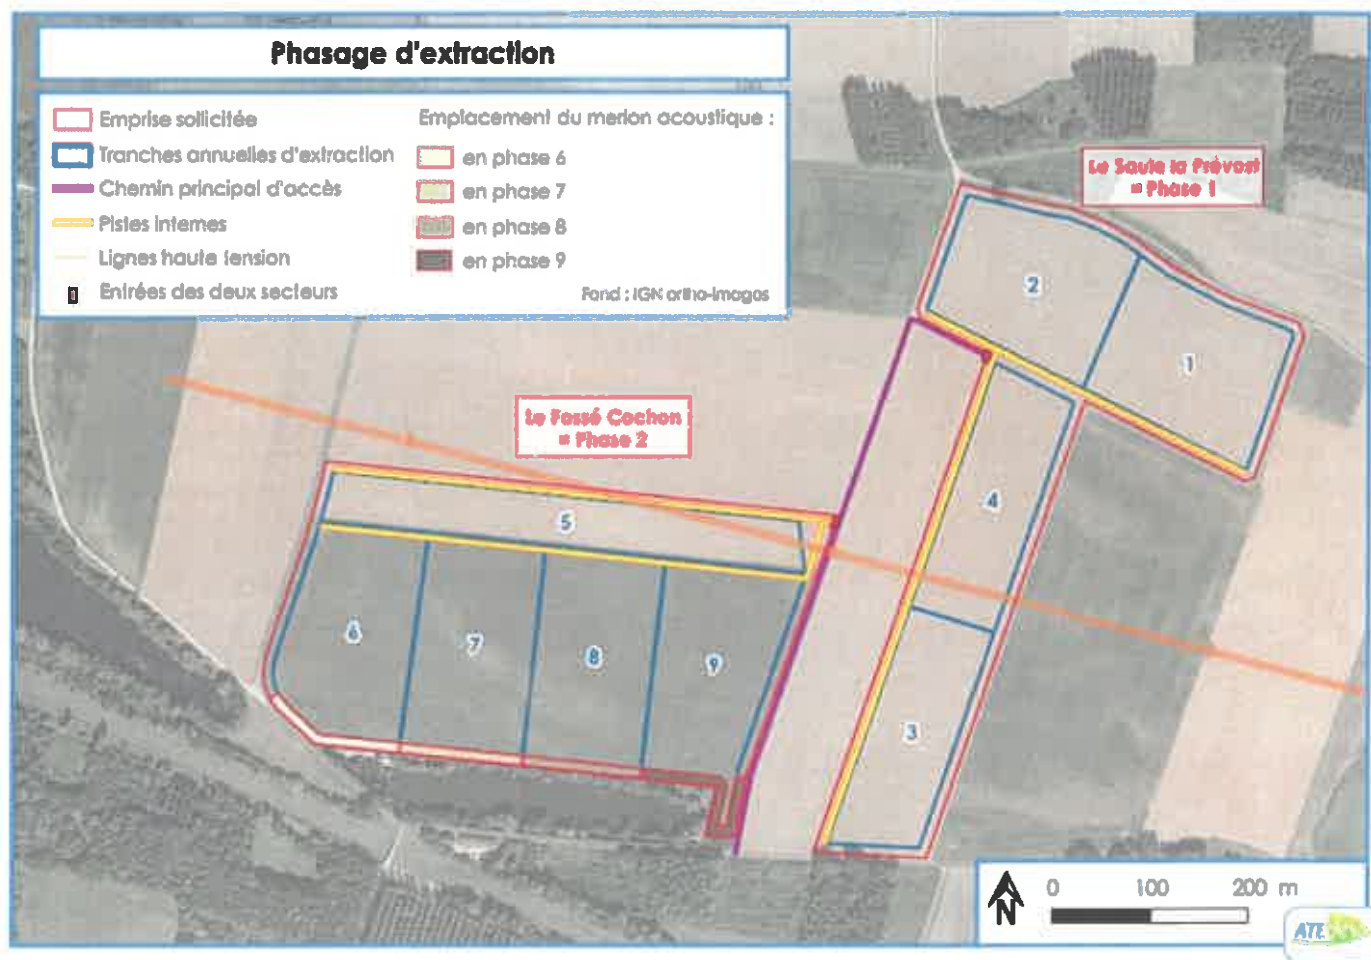 Phasage d'extraction
Emprise sollicitée
Tranches annuelles d'extraction
Chemin principal d'accès
Pistes internes
Lignes haute tension
Entrées des deux secteurs
Emplacement du merlon acoustique :
en phase 6
en phase 7
en phase 8
en phase 9
Fond : IGN ortho-images
Le Saule la Prévost
= Phase 1
2
1
Le Fossé Cochon
= Phase 2
4
5
6
7
8
9
3
N
0 100 200 m
ATE